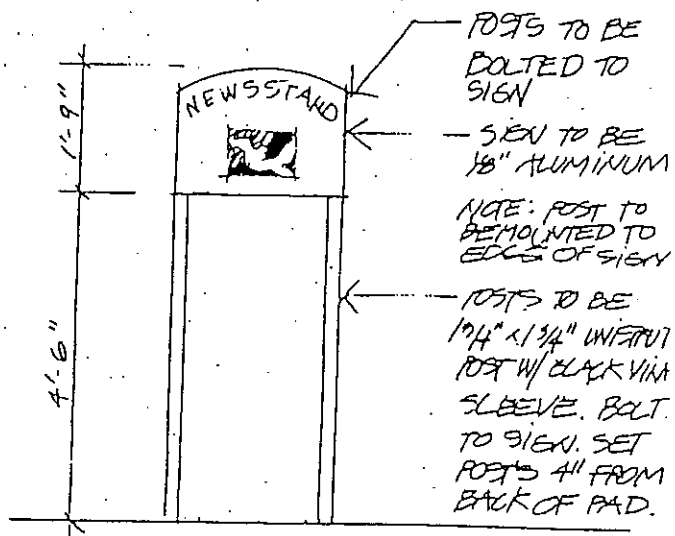 POSTS TO BE
BOLTED TO
SIGN
NEWSSTAND
1'-9"
SIGN TO BE
1/8" ALUMINUM
NOTE: POST TO
BE MOUNTED TO
EDGE OF SIGN
4'-6"
POSTS TO BE
1 3/4" x 1 3/4"
POST W/ BLACK
SLEEVE. BOLT
TO SIGN. SET
POSTS 4" FROM
BACK OF PAD.